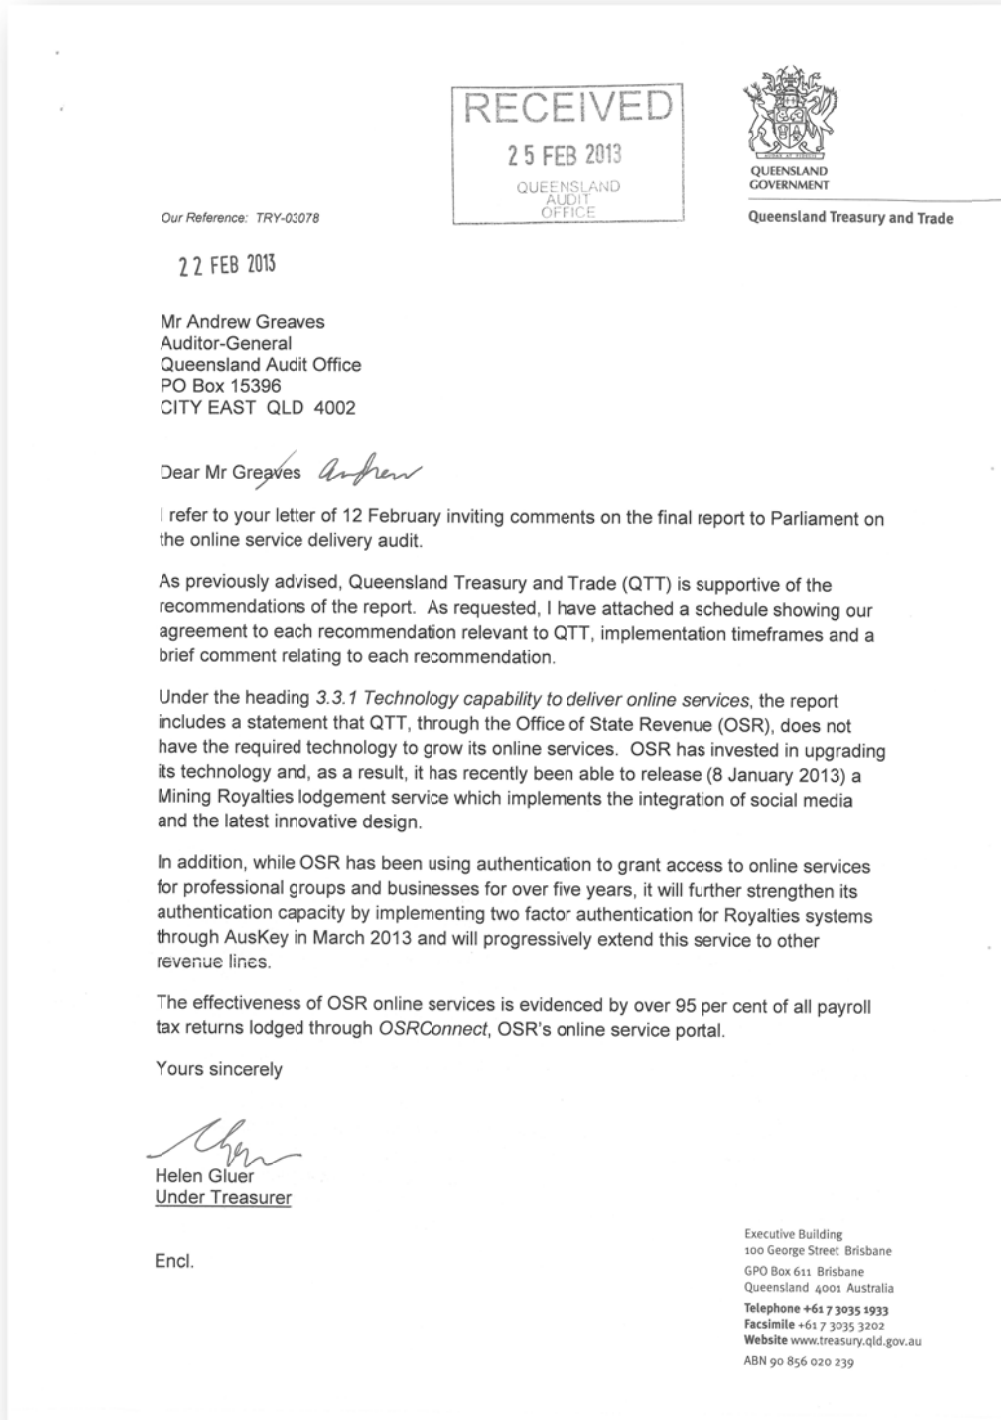 RECEIVED
25 FEB 2013
QUEENSLAND
AUDIT
OFFICE
QUEENSLAND
GOVERNMENT
Queensland Treasury and Trade
Our Reference: TRY-03078
22 FEB 2013
Mr Andrew Greaves
Auditor-General
Queensland Audit Office
PO Box 15396
CITY EAST QLD 4002
Dear Mr Greaves Andrew
I refer to your letter of 12 February inviting comments on the final report to Parliament on
the online service delivery audit.
As previously advised, Queensland Treasury and Trade (QTT) is supportive of the
recommendations of the report. As requested, I have attached a schedule showing our
agreement to each recommendation relevant to QTT, implementation timeframes and a
brief comment relating to each recommendation.
Under the heading 3.3.1 Technology capability to deliver online services, the report
includes a statement that QTT, through the Office of State Revenue (OSR), does not
have the required technology to grow its online services. OSR has invested in upgrading
its technology and, as a result, it has recently been able to release (8 January 2013) a
Mining Royalties lodgement service which implements the integration of social media
and the latest innovative design.
In addition, while OSR has been using authentication to grant access to online services
for professional groups and businesses for over five years, it will further strengthen its
authentication capacity by implementing two factor authentication for Royalties systems
through AusKey in March 2013 and will progressively extend this service to other
revenue lines.
The effectiveness of OSR online services is evidenced by over 95 per cent of all payroll
tax returns lodged through OSRConnect, OSR's online service portal.
Yours sincerely
Helen Gluer
Under Treasurer
Encl.
Executive Building
100 George Street Brisbane
GPO Box 611 Brisbane
Queensland 4001 Australia
Telephone +61 7 3035 1933
Facsimile +61 7 3035 3202
Website www.treasury.qld.gov.au
ABN 90 856 020 239